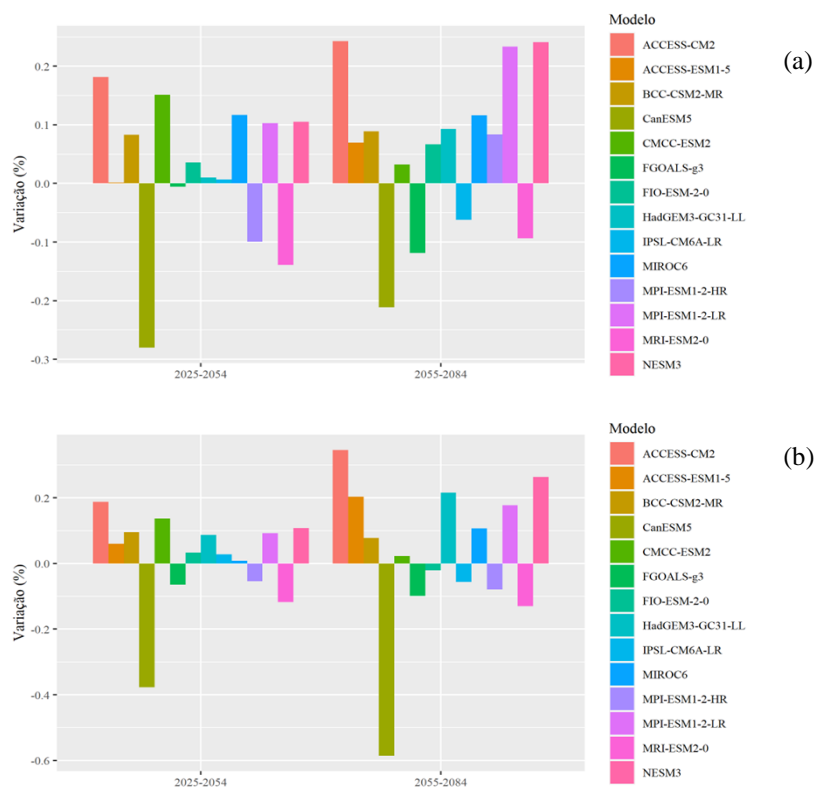 Modelo
ACCESS-CM2
ACCESS-ESM1-5
BCC-CSM2-MR
CanESM5
CMCC-ESM2
FGOALS-g3
FIO-ESM-2-0
HadGEM3-GC31-LL
IPSL-CM6A-LR
MIROC6
MPI-ESM1-2-HR
MPI-ESM1-2-LR
MRI-ESM2-0
NESM3
(a)
Variação (%)
0.2
0.1
0.0
-0.1
-0.2
-0.3
2025-2054
2055-2084
Modelo
ACCESS-CM2
ACCESS-ESM1-5
BCC-CSM2-MR
CanESM5
CMCC-ESM2
FGOALS-g3
FIO-ESM-2-0
HadGEM3-GC31-LL
IPSL-CM6A-LR
MIROC6
MPI-ESM1-2-HR
MPI-ESM1-2-LR
MRI-ESM2-0
NESM3
(b)
Variação (%)
0.2
0.0
-0.2
-0.4
-0.6
2025-2054
2055-2084